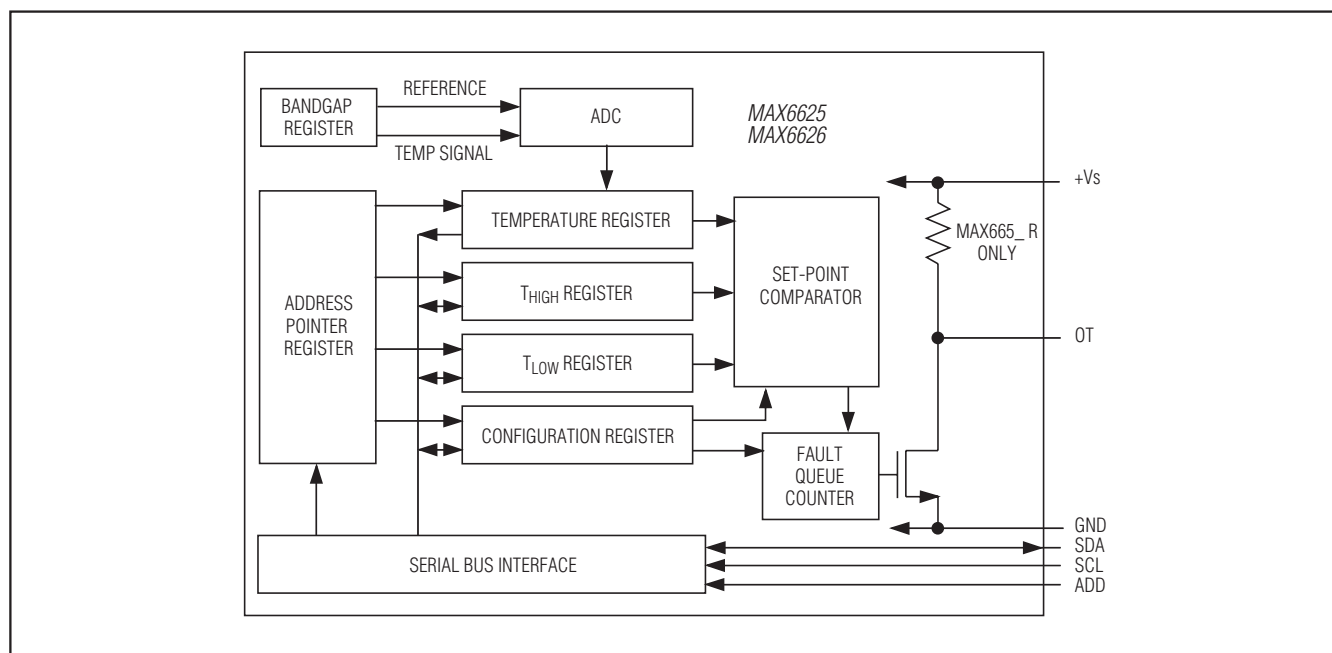 BANDGAP
REGISTER
REFERENCE
TEMP SIGNAL
ADC
MAX6625
MAX6626
+Vs
ADDRESS
POINTER
REGISTER
TEMPERATURE REGISTER
THIGH REGISTER
TLOW REGISTER
CONFIGURATION REGISTER
SET-POINT
COMPARATOR
MAX665_ R
ONLY
OT
FAULT
QUEUE
COUNTER
SERIAL BUS INTERFACE
GND
SDA
SCL
ADD